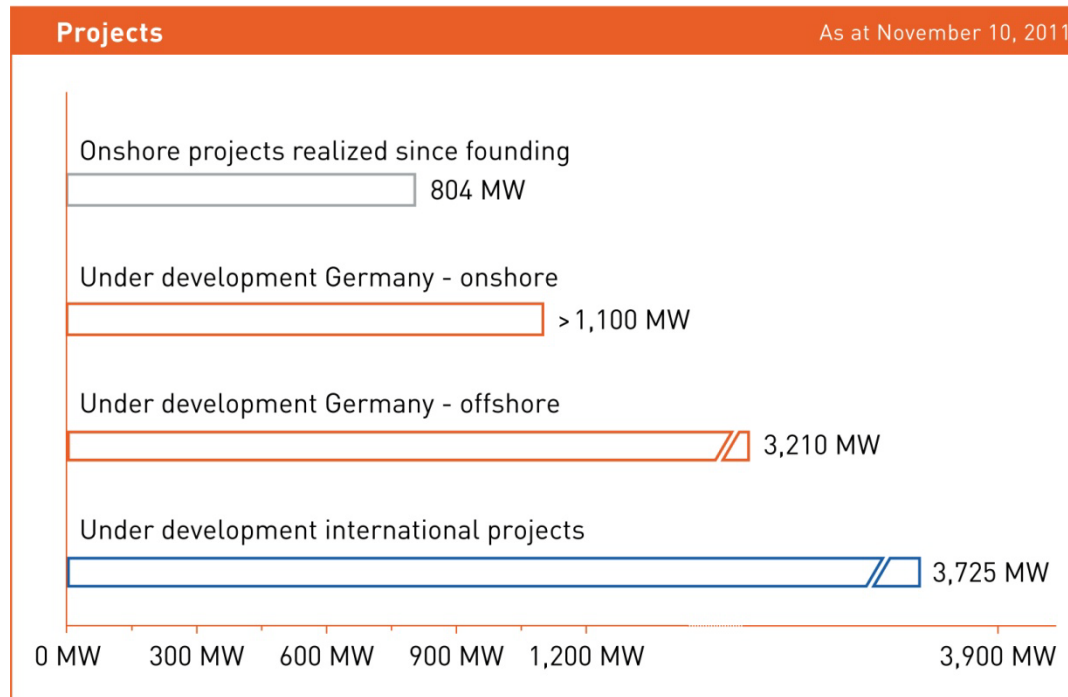 Projects
As at November 10, 2011
Onshore projects realized since founding
804 MW
Under development Germany - onshore
>1,100 MW
Under development Germany - offshore
3,210 MW
Under development international projects
3,725 MW
0 MW 300 MW 600 MW 900 MW 1,200 MW 3,900 MW